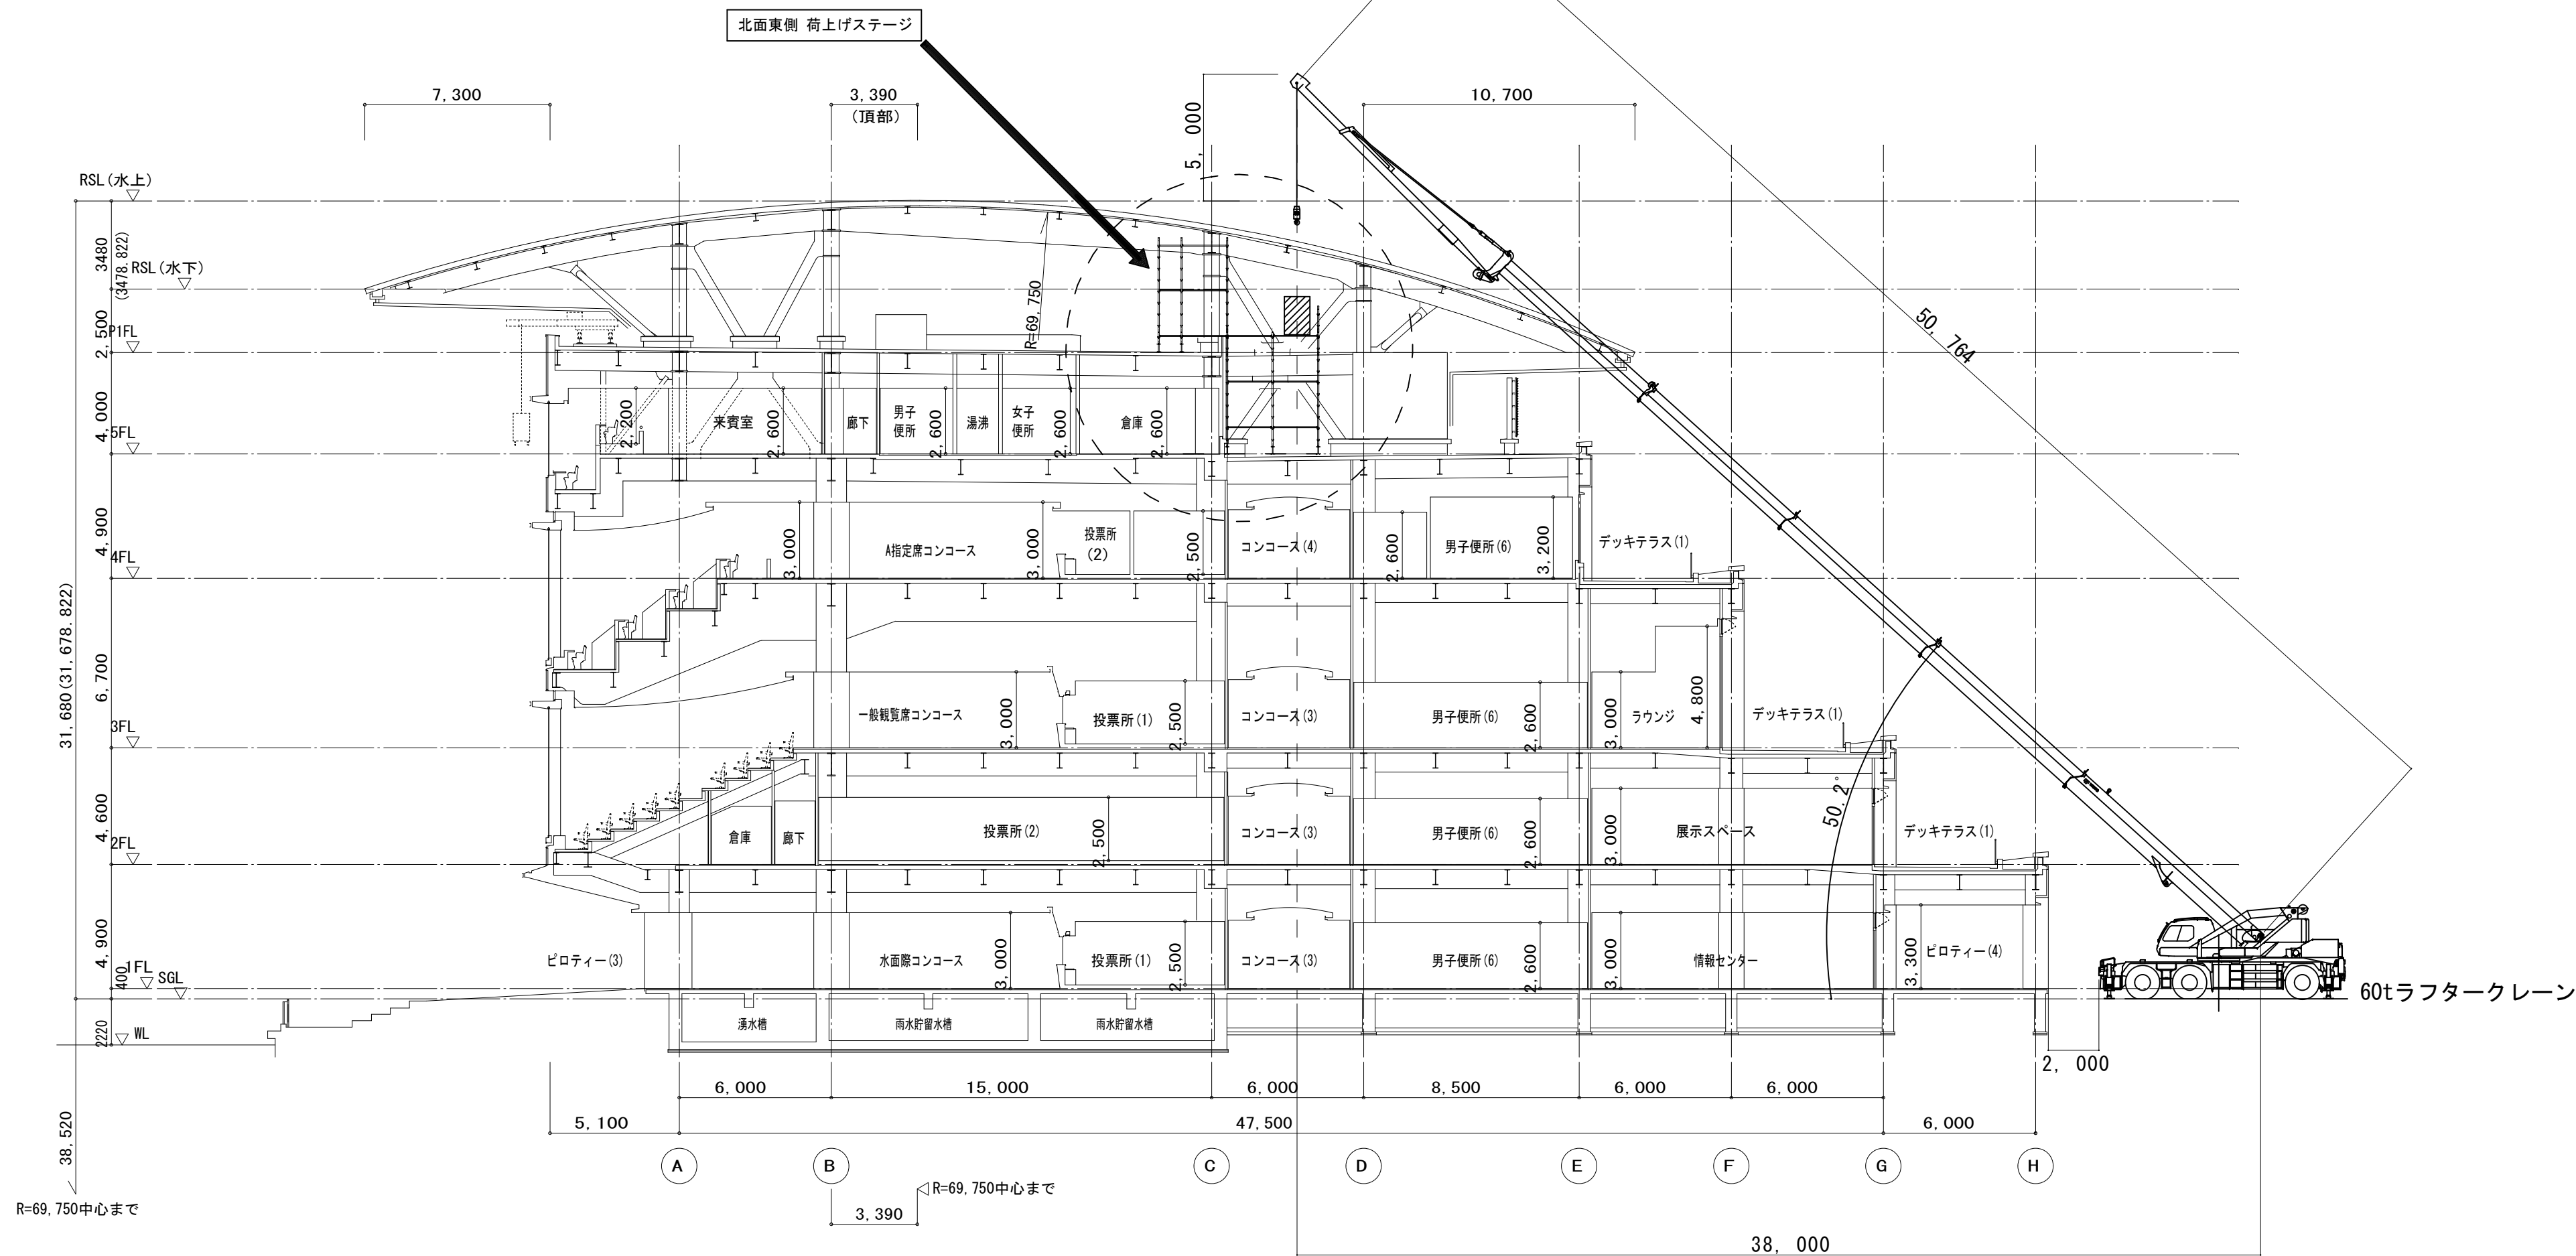 北面東側 荷上げステージ
7,300
3,390
(頂部)
5,000
10,700
RSL(水上)
3480
(3478.822)
RSL(水下)
2,500
P1FL
R=69,750
50,764
4,000
4,5FL
2,200
来賓室
2,600
廊下
男子
便所
2,600
湯沸
女子
便所
2,600
倉庫
2,600
4,900
4FL
3,000
A指定席コンコース
3,000
投票所
(2)
2,500
コンコース(4)
2,600
男子便所(6)
3,200
デッキテラス(1)
31,680(31,678.822)
6,700
3FL
一般観覧席コンコース
3,000
投票所(1)
2,500
コンコース(3)
男子便所(6)
2,600
3,000
ラウンジ
4,800
デッキテラス(1)
4,600
2FL
倉庫
廊下
投票所(2)
2,500
コンコース(3)
男子便所(6)
2,600
3,000
展示スペース
50.2°
デッキテラス(1)
4,900
400
1FL
SGL
ピロティー(3)
水面際コンコース
3,000
投票所(1)
2,500
コンコース(3)
男子便所(6)
2,600
3,000
情報センター
3,300
ピロティー(4)
60tラフタークレーン
2220
WL
湧水槽
雨水貯留水槽
雨水貯留水槽
2,000
6,000
15,000
6,000
8,500
6,000
6,000
38,520
5,100
47,500
6,000
A
B
C
D
E
F
G
H
R=69,750中心まで
R=69,750中心まで
3,390
38,000